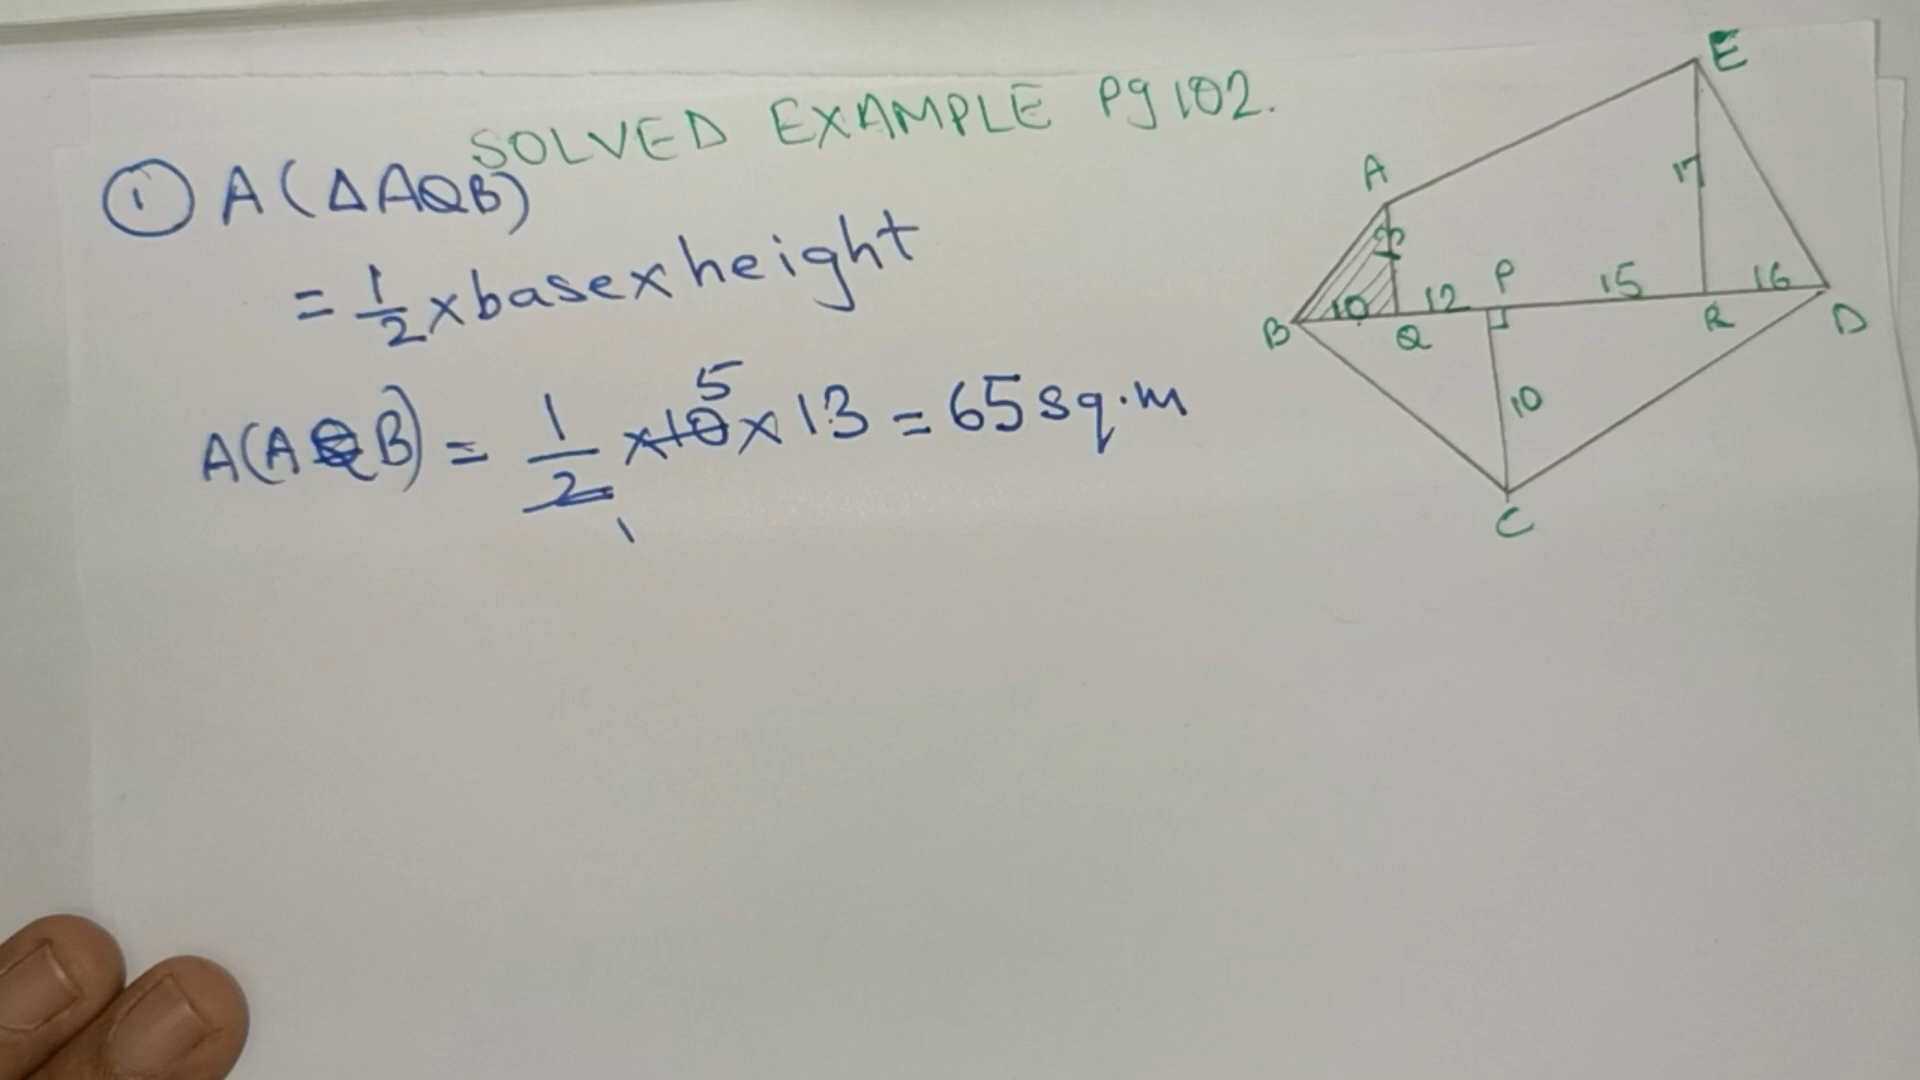 SOLVED EXAMPLE Pg 102.
① A(ΔAQB)
= 1/2 x base x height
A(AQB) = 1/2 x 10 x 13 = 65 sq.m
5
1
E
A
17
B
10
Q
12
P
15
R
16
D
10
C